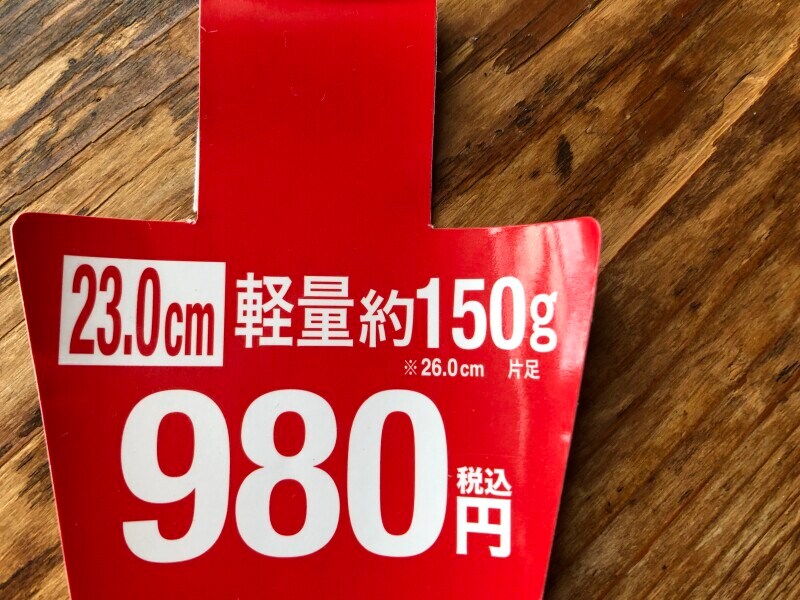 23.0cm 軽量 約150g
※26.0cm 片足
980 税込 円